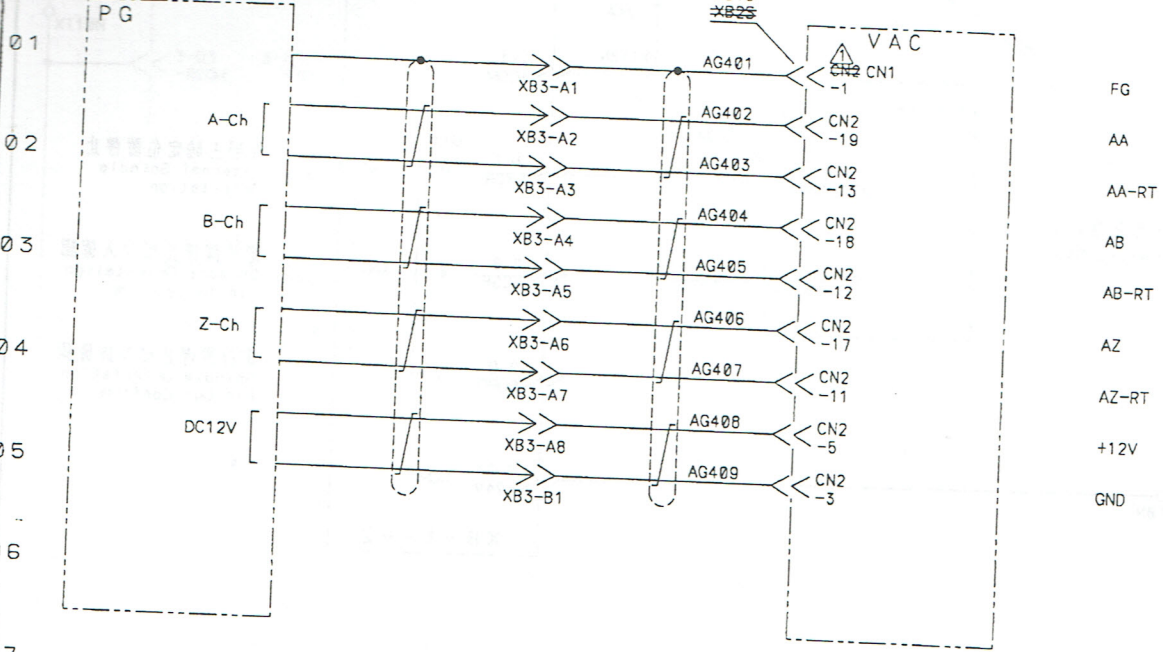 PG
XB2S
VAC
01
1
AG401
CN2 CN1
-1
XB3-A1
FG
A-Ch
AG402
CN2
-19
XB3-A2
AA
02
AG403
CN2
-13
XB3-A3
AA-RT
B-Ch
AG404
CN2
-18
XB3-A4
AB
03
AG405
CN2
-12
XB3-A5
AB-RT
Z-Ch
AG406
CN2
-17
XB3-A6
AZ
04
AG407
CN2
-11
XB3-A7
AZ-RT
DC12V
AG408
CN2
-5
XB3-A8
+12V
05
AG409
CN2
-3
XB3-B1
GND
6